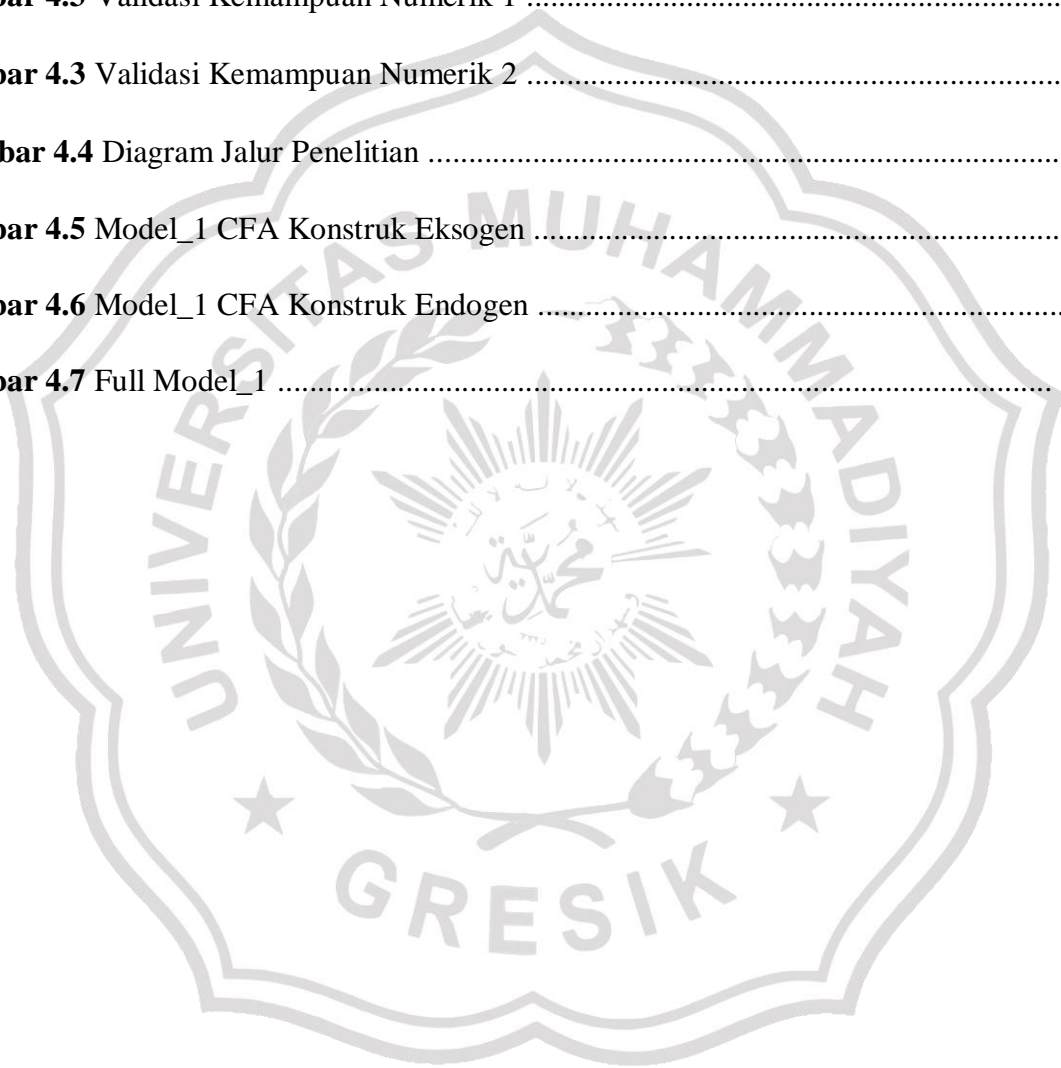 bar 4.3 Validasi Kemampuan Numerik 1 ........................................
bar 4.3 Validasi Kemampuan Numerik 2 ........................................
bar 4.4 Diagram Jalur Penelitian ........................................
bar 4.5 Model_1 CFA Konstruk Eksogen ........................................
bar 4.6 Model_1 CFA Konstruk Endogen ........................................
bar 4.7 Full Model_1 ........................................
UNIVERSITAS MUHAMMADIYAH
GRESIK